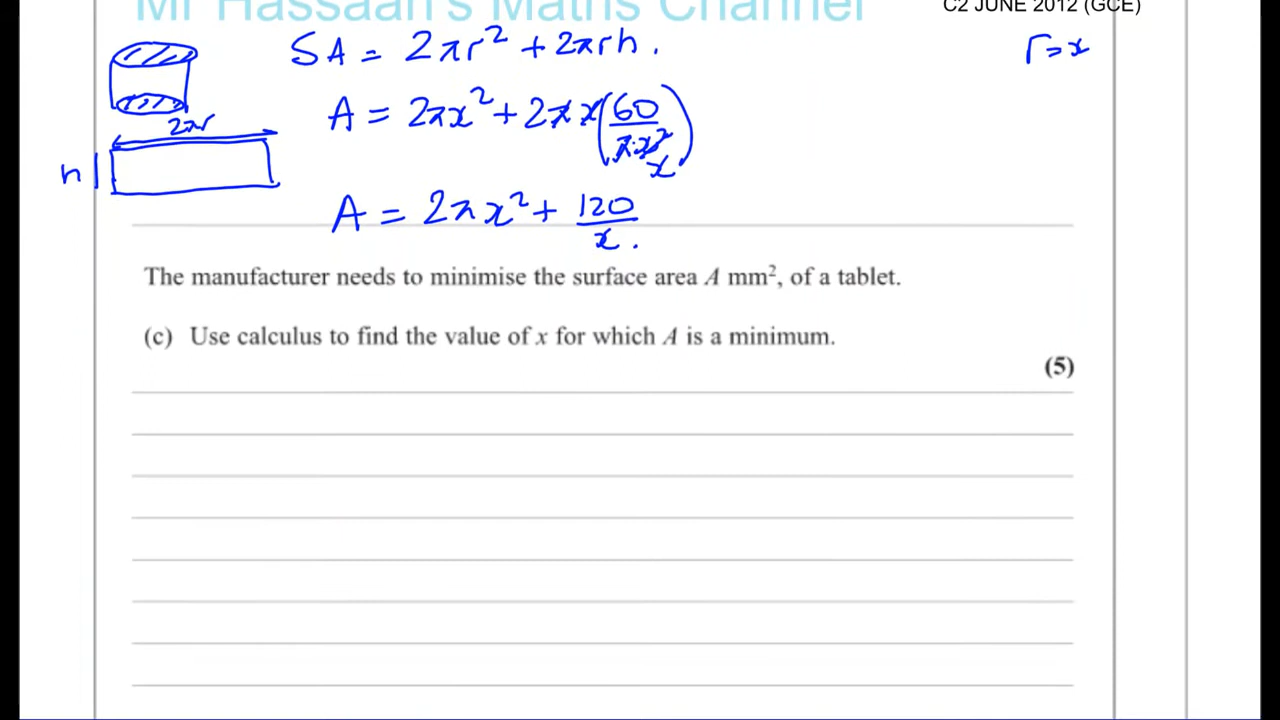 Mr Hassaan's Maths Channel
C2 JUNE 2012 (GCE)
SA = 2πr² + 2πrh.
r = x
A = 2πx² + 2πx(60/π·x²)
x
2πr
h
A = 2πx² + 120/x.
The manufacturer needs to minimise the surface area A mm², of a tablet.
(c) Use calculus to find the value of x for which A is a minimum.
(5)